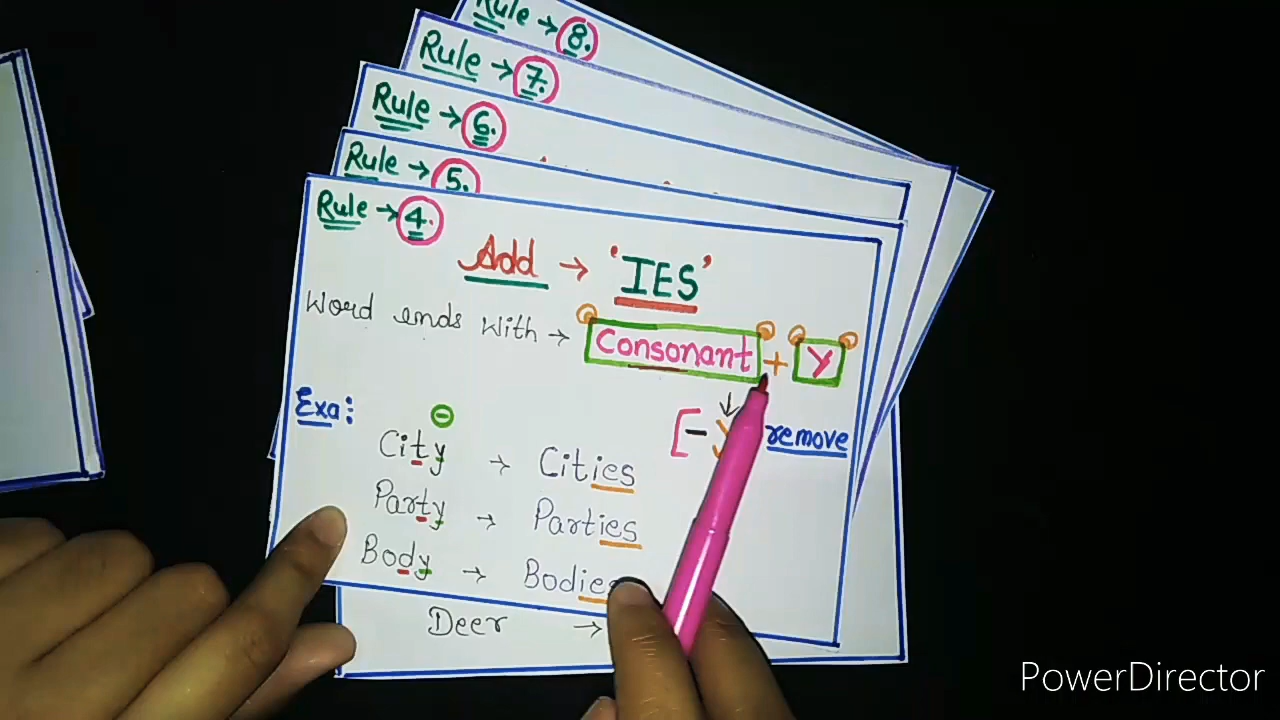 Rule → 8.
Rule → 7.
Rule → 6.
Rule → 5.
Rule → 4.
Add → 'IES'
Word ends with → Consonant + y
[ - y remove
Exa:
City → Cities
Party → Parties
Body → Bodies
Deer →
PowerDirector